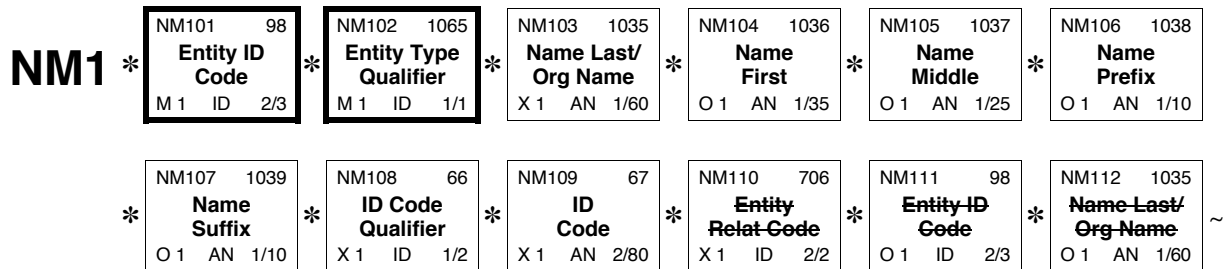 NM101 98 NM102 1065 NM103 1035 NM104 1036 NM105 1037 NM106 1038
NM1 * Entity ID Code * Entity Type Qualifier * Name Last/ Org Name * Name First * Name Middle * Name Prefix
M 1 ID 2/3 M 1 ID 1/1 X 1 AN 1/60 O 1 AN 1/35 O 1 AN 1/25 O 1 AN 1/10
NM107 1039 NM108 66 NM109 67 NM110 706 NM111 98 NM112 1035
* Name Suffix * ID Code Qualifier * ID Code * Entity Relat Code * Entity ID Code * Name Last/ Org Name ~
O 1 AN 1/10 X 1 ID 1/2 X 1 AN 2/80 X 1 ID 2/2 O 1 ID 2/3 O 1 AN 1/60